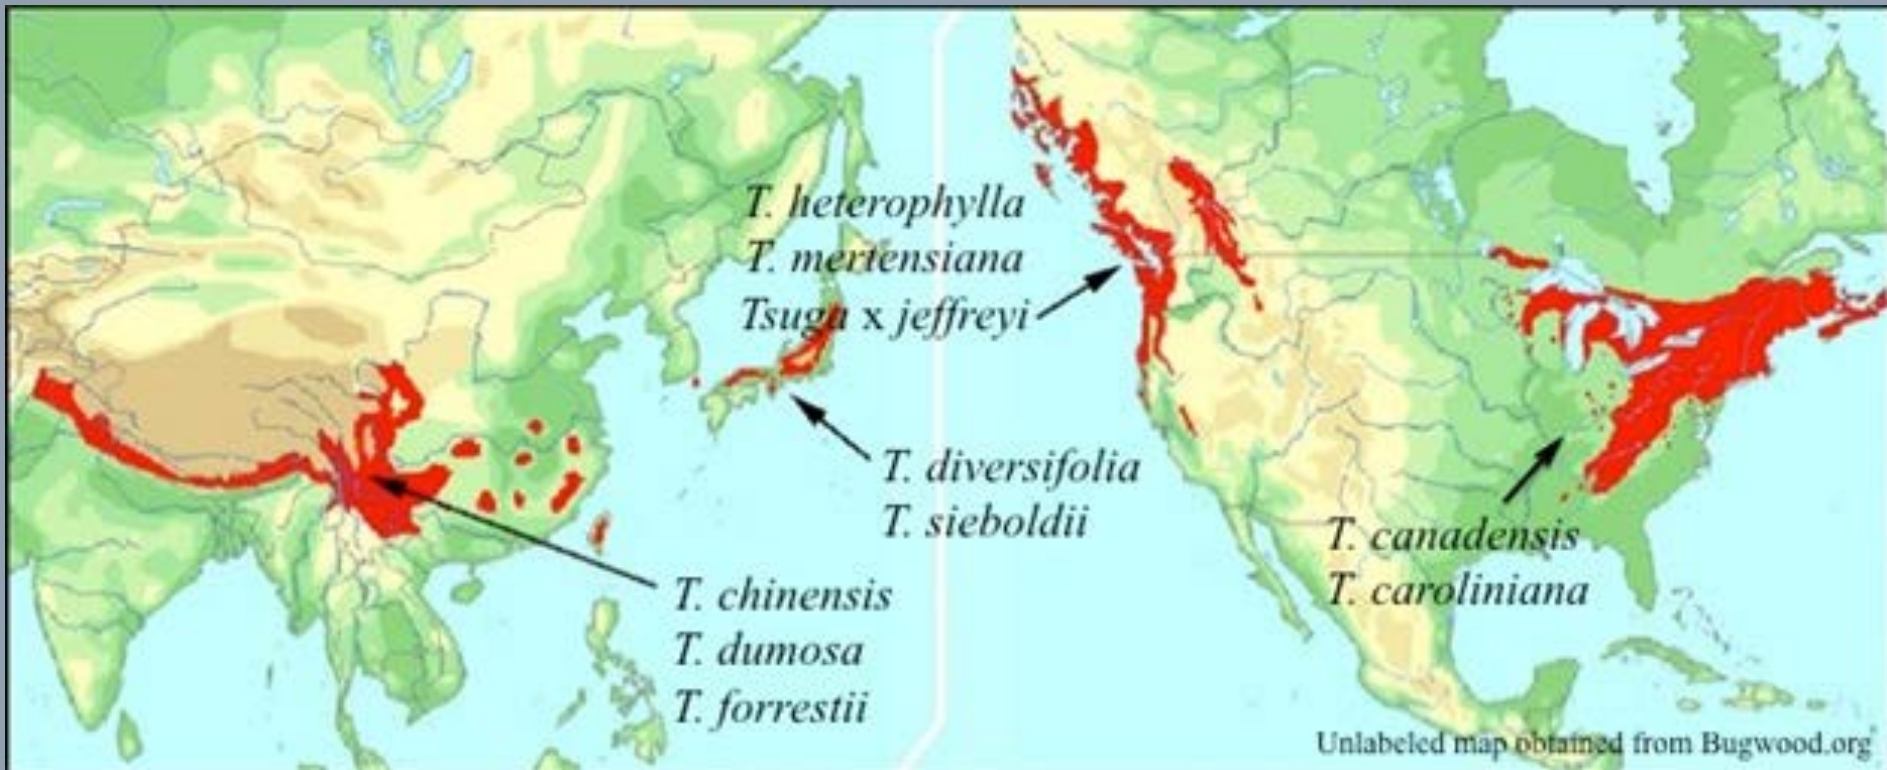 T. heterophylla
T. mertensiana
Tsuga x jeffreyi
T. diversifolia
T. sieboldii
T. chinensis
T. dumosa
T. forrestii
T. canadensis
T. caroliniana
Unlabeled map obtained from Bugwood.org